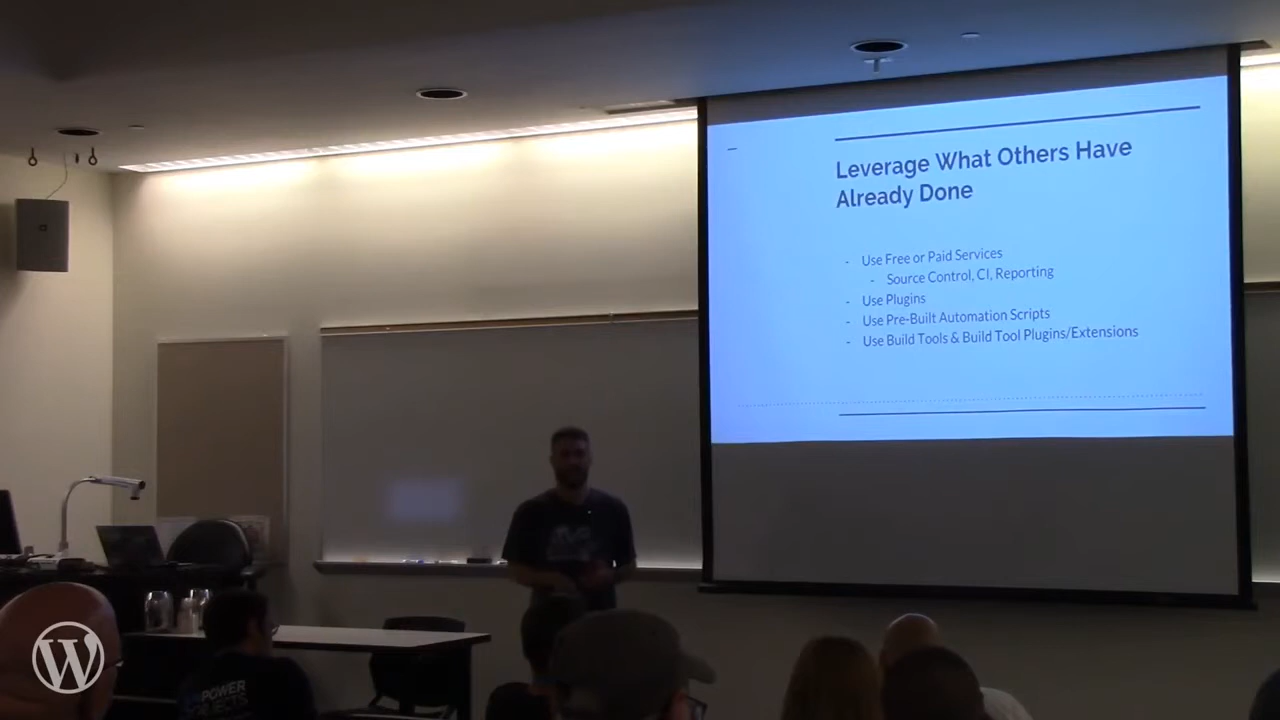 Leverage What Others Have
Already Done
- Use Free or Paid Services
- Source Control, CI, Reporting
- Use Plugins
- Use Pre-Built Automation Scripts
- Use Build Tools & Build Tool Plugins/Extensions
POWER
W